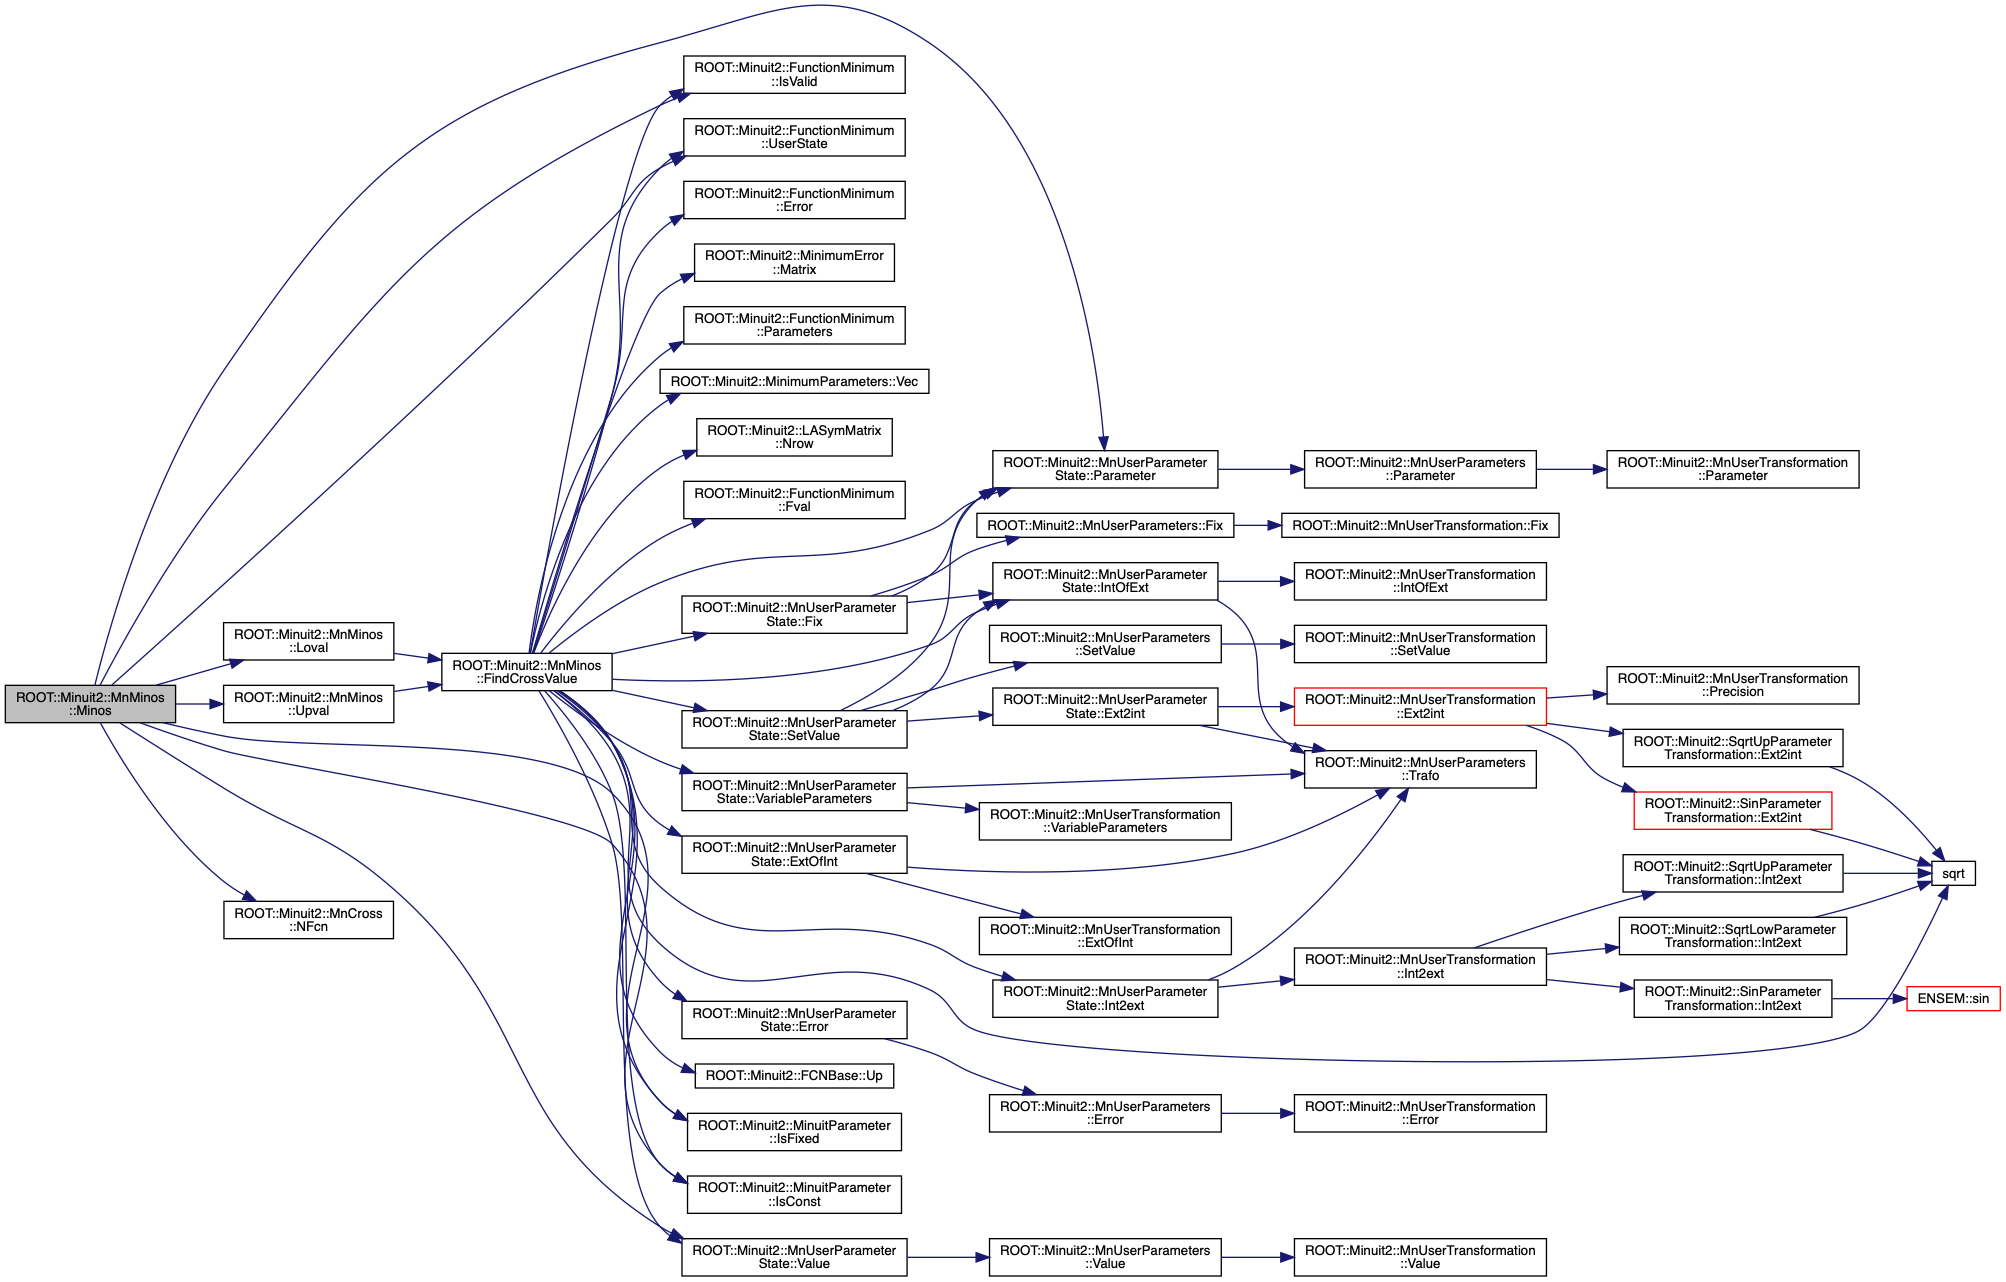 ROOT::Minuit2::MnMinos
::Minos
ROOT::Minuit2::MnMinos
::Loval
ROOT::Minuit2::MnMinos
::Upval
ROOT::Minuit2::MnCross
::NFcn
ROOT::Minuit2::MnMinos
::FindCrossValue
ROOT::Minuit2::FunctionMinimum
::IsValid
ROOT::Minuit2::FunctionMinimum
::UserState
ROOT::Minuit2::FunctionMinimum
::Error
ROOT::Minuit2::MinimumError
::Matrix
ROOT::Minuit2::FunctionMinimum
::Parameters
ROOT::Minuit2::MinimumParameters::Vec
ROOT::Minuit2::LASymMatrix
::Nrow
ROOT::Minuit2::FunctionMinimum
::Fval
ROOT::Minuit2::MnUserParameter
State::Fix
ROOT::Minuit2::MnUserParameter
State::SetValue
ROOT::Minuit2::MnUserParameter
State::VariableParameters
ROOT::Minuit2::MnUserParameter
State::ExtOfInt
ROOT::Minuit2::MnUserParameter
State::Error
ROOT::Minuit2::FCNBase::Up
ROOT::Minuit2::MinuitParameter
::IsFixed
ROOT::Minuit2::MinuitParameter
::IsConst
ROOT::Minuit2::MnUserParameter
State::Value
ROOT::Minuit2::MnUserParameter
State::Parameter
ROOT::Minuit2::MnUserParameters::Fix
ROOT::Minuit2::MnUserParameter
State::IntOfExt
ROOT::Minuit2::MnUserParameters
::SetValue
ROOT::Minuit2::MnUserParameter
State::Ext2int
ROOT::Minuit2::MnUserTransformation
::VariableParameters
ROOT::Minuit2::MnUserTransformation
::ExtOfInt
ROOT::Minuit2::MnUserParameter
State::Int2ext
ROOT::Minuit2::MnUserParameters
::Error
ROOT::Minuit2::MnUserParameters
::Value
ROOT::Minuit2::MnUserParameters
::Parameter
ROOT::Minuit2::MnUserTransformation::Fix
ROOT::Minuit2::MnUserTransformation
::IntOfExt
ROOT::Minuit2::MnUserTransformation
::SetValue
ROOT::Minuit2::MnUserTransformation
::Ext2int
ROOT::Minuit2::MnUserParameters
::Trafo
ROOT::Minuit2::MnUserTransformation
::Int2ext
ROOT::Minuit2::MnUserTransformation
::Error
ROOT::Minuit2::MnUserTransformation
::Value
ROOT::Minuit2::MnUserTransformation
::Parameter
ROOT::Minuit2::MnUserTransformation
::Precision
ROOT::Minuit2::SqrtUpParameter
Transformation::Ext2int
ROOT::Minuit2::SinParameter
Transformation::Ext2int
ROOT::Minuit2::SqrtUpParameter
Transformation::Int2ext
ROOT::Minuit2::SqrtLowParameter
Transformation::Int2ext
ROOT::Minuit2::SinParameter
Transformation::Int2ext
sqrt
ENSEM::sin